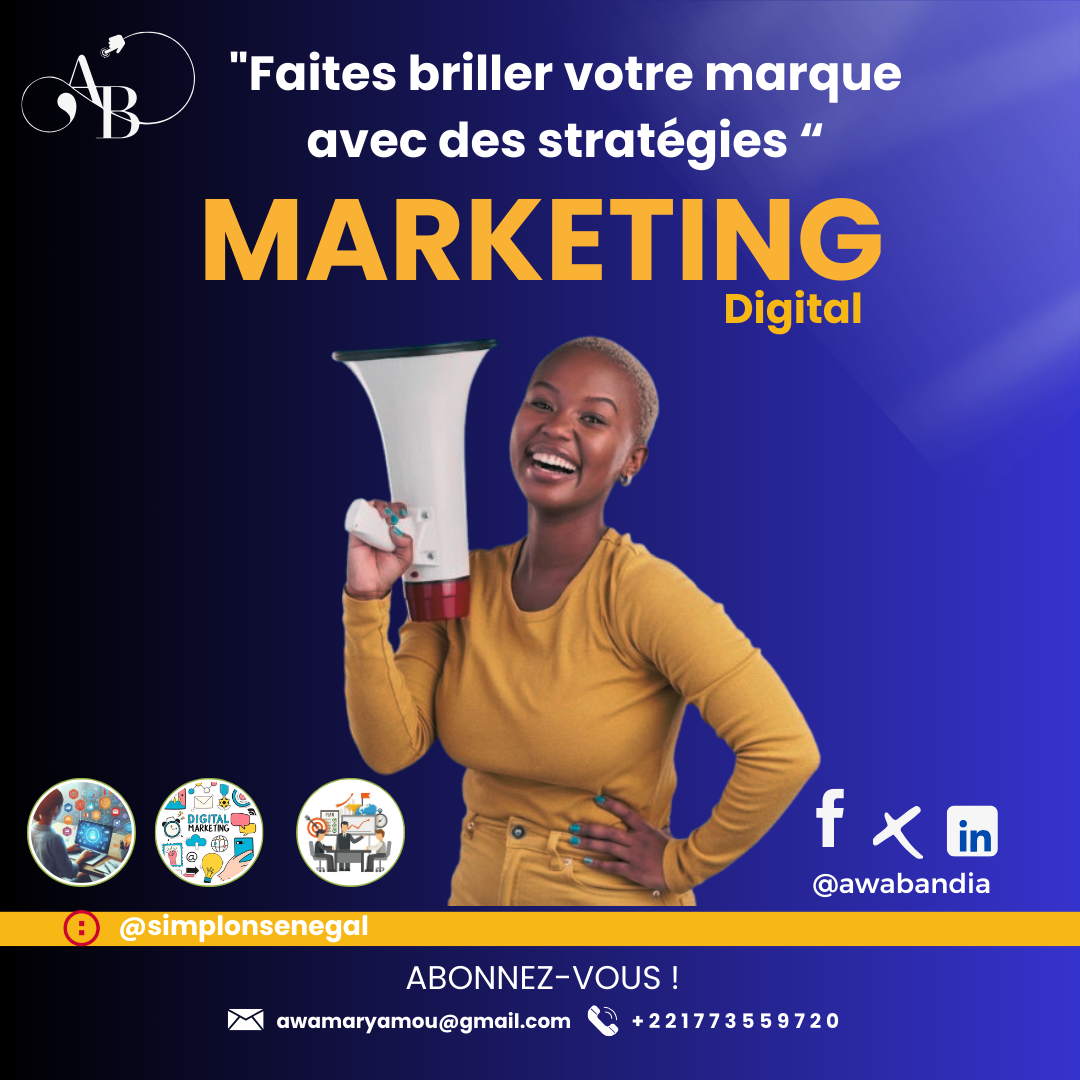 AB
"Faites briller votre marque
avec des stratégies “
MARKETING
Digital
DIGITAL
MARKETING
@awabandia
@simplonsenegal
ABONNEZ-VOUS !
awamaryamou@gmail.com
+221773559720